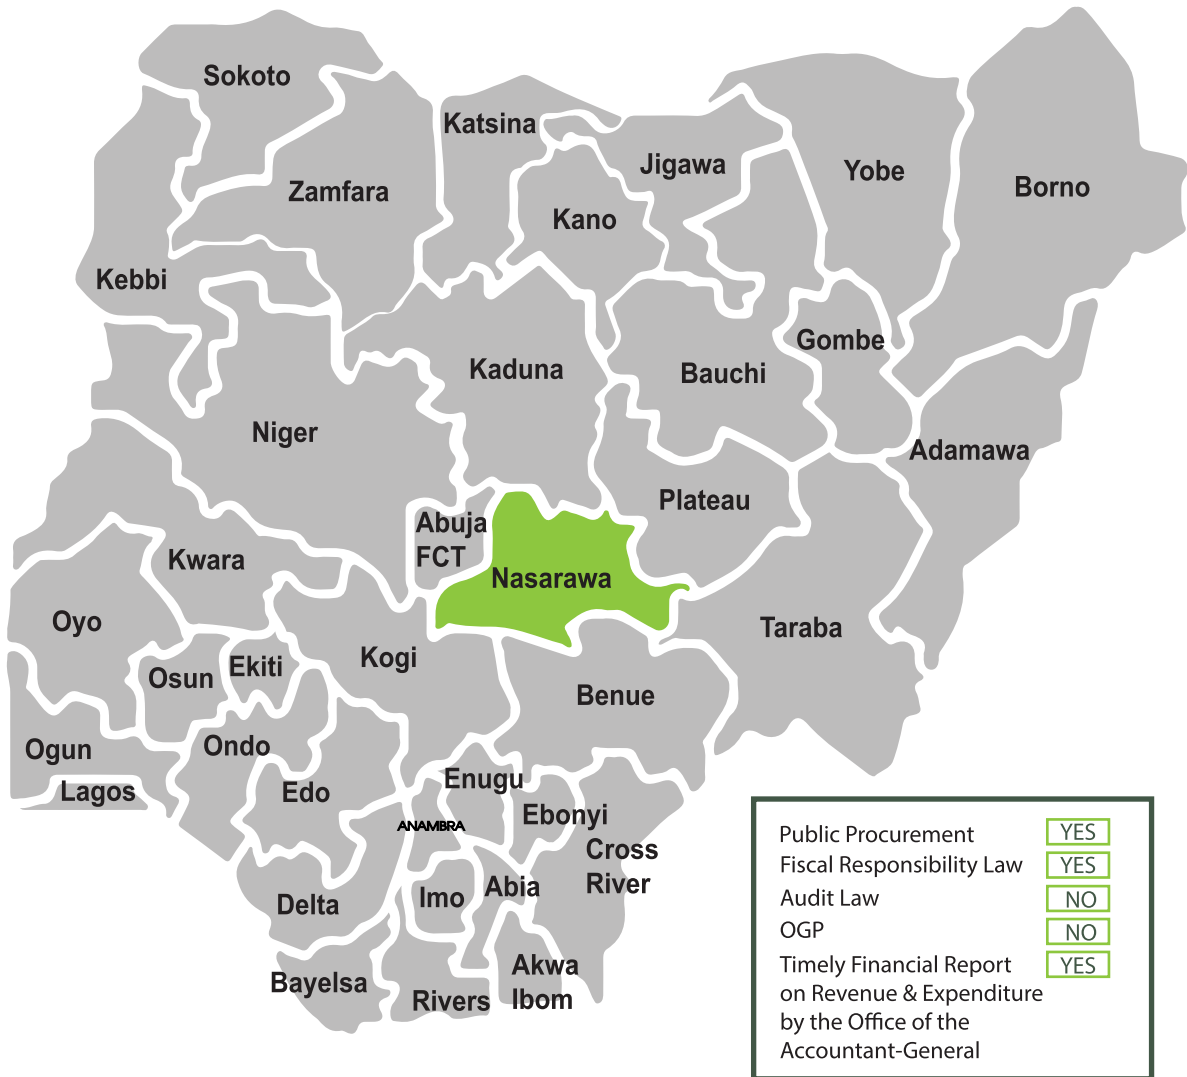 Sokoto
Katsina
Jigawa
Yobe
Borno
Zamfara
Kano
Kebbi
Gombe
Kaduna
Bauchi
Niger
Adamawa
Plateau
Abuja
FCT
Kwara
Nasarawa
Oyo
Taraba
Kogi
Ekiti
Osun
Benue
Ogun
Ondo
Lagos
Edo
Enugu
Ebonyi
ANAMBRA
Cross
River
Imo
Abia
Delta
Akwa
Ibom
Bayelsa
Rivers
Public Procurement YES
Fiscal Responsibility Law YES
Audit Law NO
OGP NO
Timely Financial Report YES
on Revenue & Expenditure
by the Office of the
Accountant-General